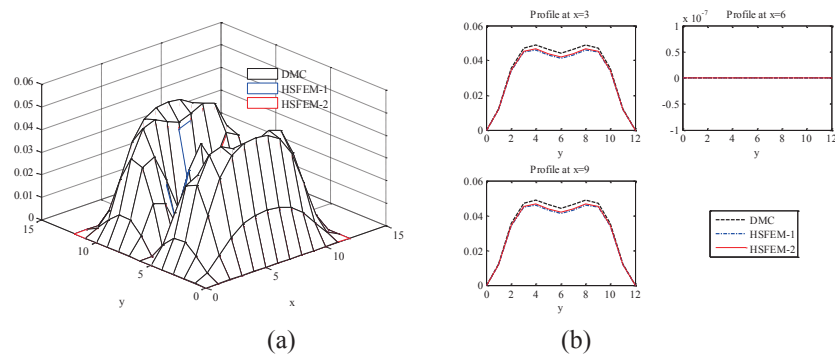 DMC
HSFEM-1
HSFEM-2
0.06
0.05
0.04
0.03
0.02
0.01
0
15
10
5
0
0
5
10
15
y
x
(a)
Profile at x=3
0.06
0.04
0.02
0
0 2 4 6 8 10 12
y
Profile at x=6
x 10^-7
1
0.5
0
-0.5
-1
0 2 4 6 8 10 12
y
Profile at x=9
0.06
0.04
0.02
0
0 2 4 6 8 10 12
y
DMC
HSFEM-1
HSFEM-2
(b)